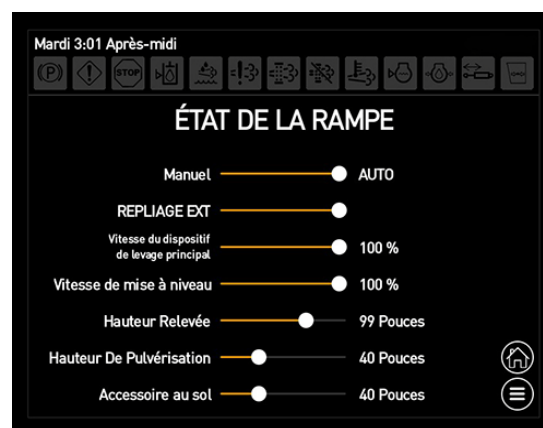 Mardi 3:01 Après-midi
(P) STOP
ÉTAT DE LA RAMPE
Manuel AUTO
REPLIAGE EXT
Vitesse du dispositif
de levage principal 100 %
Vitesse de mise à niveau 100 %
Hauteur Relevée 99 Pouces
Hauteur De Pulvérisation 40 Pouces
Accessoire au sol 40 Pouces